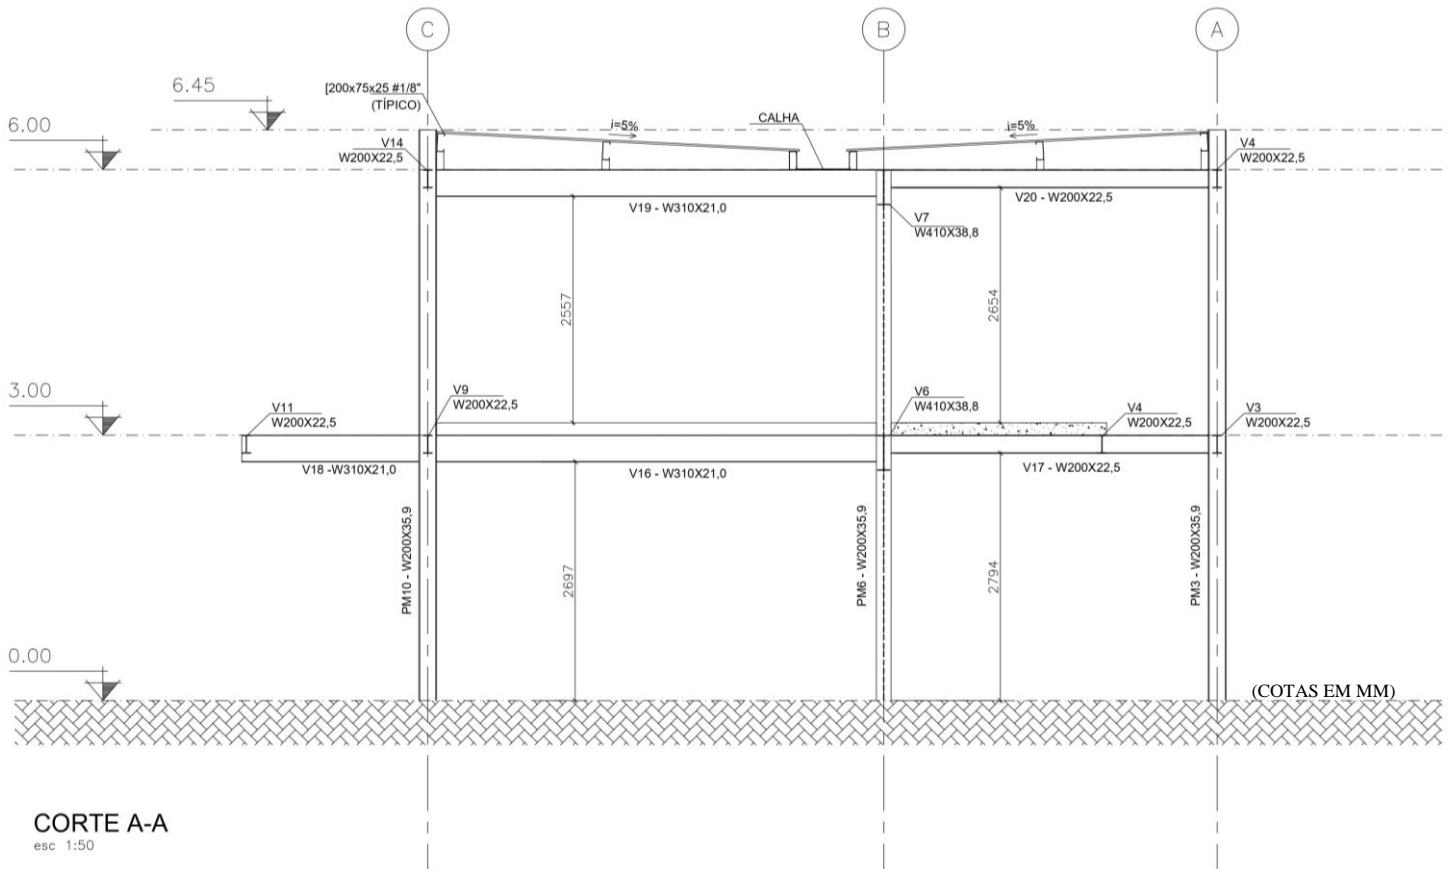 C
B
A
6.45
[200x75x25 #1/8"
(TÍPICO)
6.00
i=5%
CALHA
i=5%
V14
W200X22,5
V4
W200X22,5
V19 - W310X21,0
V20 - W200X22,5
V7
W410X38,8
2557
2654
3.00
V11
W200X22,5
V9
W200X22,5
V6
W410X38,8
V4
W200X22,5
V3
W200X22,5
V18 -W310X21,0
V16 - W310X21,0
V17 - W200X22,5
PM10 - W200X35,9
2697
PM6 - W200X35,9
2794
PM3 - W200X35,9
0.00
(COTAS EM MM)
CORTE A-A
esc 1:50